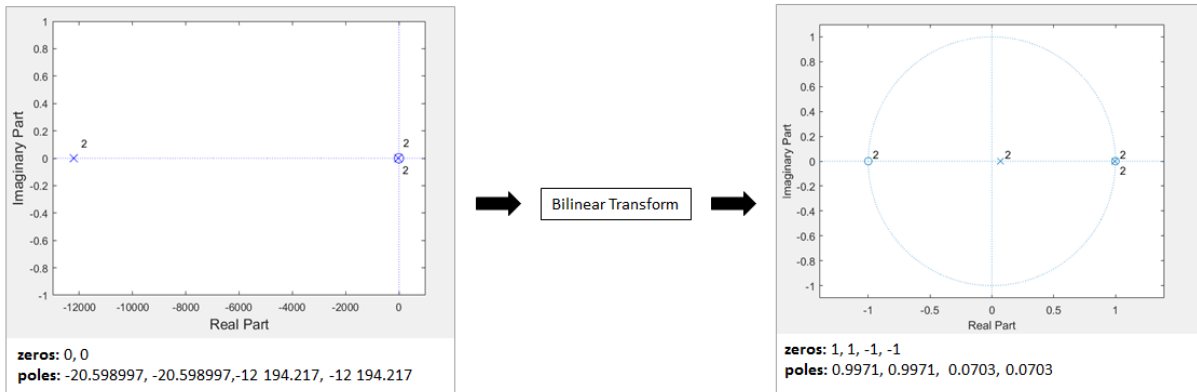 1
0.8
0.6
0.4
0.2
0
-0.2
-0.4
-0.6
-0.8
-1
Imaginary Part
2
2
2
-12000 -10000 -8000 -6000 -4000 -2000 0
Real Part
zeros: 0, 0
poles: -20.598997, -20.598997,-12 194.217, -12 194.217
Bilinear Transform
1
0.8
0.6
0.4
0.2
0
-0.2
-0.4
-0.6
-0.8
-1
Imaginary Part
2
2
2
2
-1 -0.5 0 0.5 1
Real Part
zeros: 1, 1, -1, -1
poles: 0.9971, 0.9971, 0.0703, 0.0703